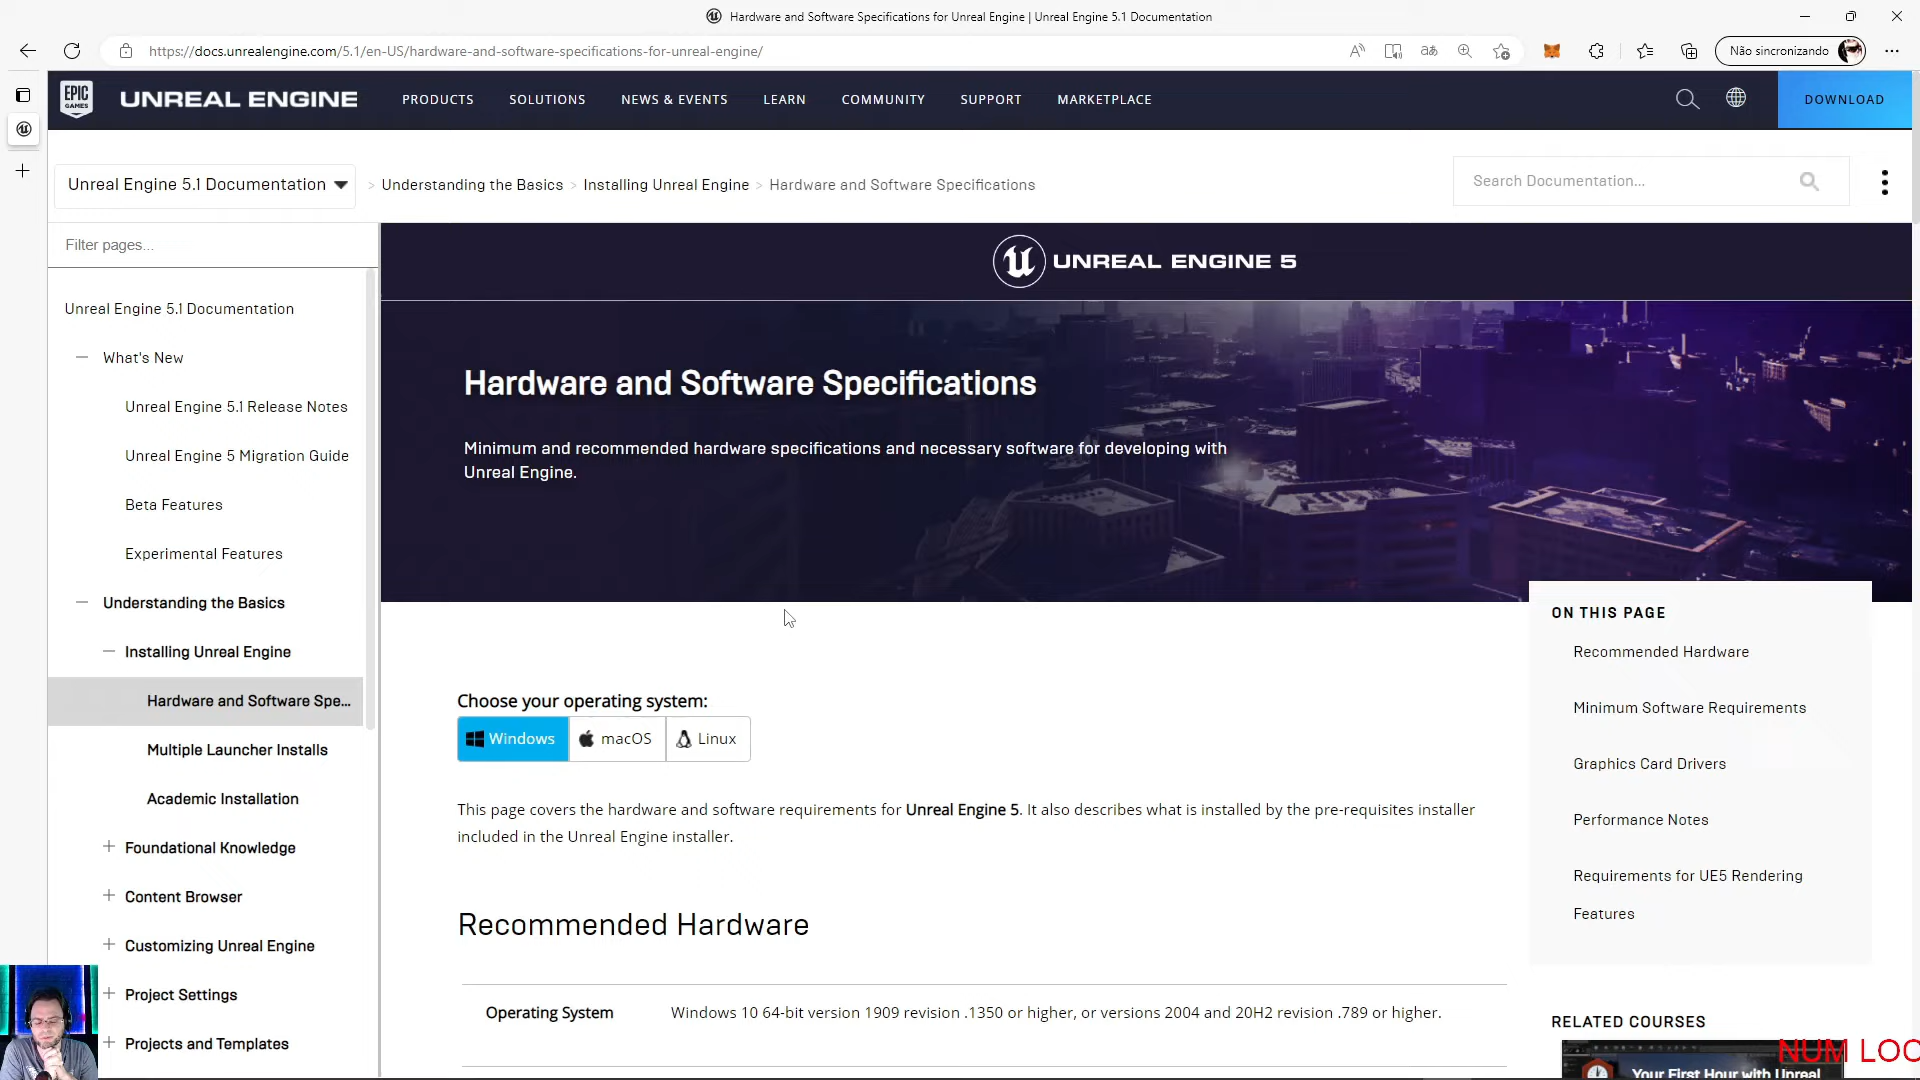 Hardware and Software Specifications for Unreal Engine | Unreal Engine 5.1 Documentation
https://docs.unrealengine.com/5.1/en-US/hardware-and-software-specifications-for-unreal-engine/
Não sincronizando
EPIC GAMES
UNREAL ENGINE
PRODUCTS
SOLUTIONS
NEWS & EVENTS
LEARN
COMMUNITY
SUPPORT
MARKETPLACE
DOWNLOAD
Unreal Engine 5.1 Documentation
> Understanding the Basics > Installing Unreal Engine > Hardware and Software Specifications
Search Documentation...
Filter pages...
Unreal Engine 5.1 Documentation
What's New
Unreal Engine 5.1 Release Notes
Unreal Engine 5 Migration Guide
Beta Features
Experimental Features
Understanding the Basics
Installing Unreal Engine
Hardware and Software Spe...
Multiple Launcher Installs
Academic Installation
Foundational Knowledge
Content Browser
Customizing Unreal Engine
Project Settings
Projects and Templates
UNREAL ENGINE 5
Hardware and Software Specifications
Minimum and recommended hardware specifications and necessary software for developing with
Unreal Engine.
Choose your operating system:
Windows
macOS
Linux
This page covers the hardware and software requirements for Unreal Engine 5. It also describes what is installed by the pre-requisites installer
included in the Unreal Engine installer.
Recommended Hardware
Operating System
Windows 10 64-bit version 1909 revision .1350 or higher, or versions 2004 and 20H2 revision .789 or higher.
ON THIS PAGE
Recommended Hardware
Minimum Software Requirements
Graphics Card Drivers
Performance Notes
Requirements for UE5 Rendering
Features
RELATED COURSES
Your First Hour with Unreal
NUM LOC